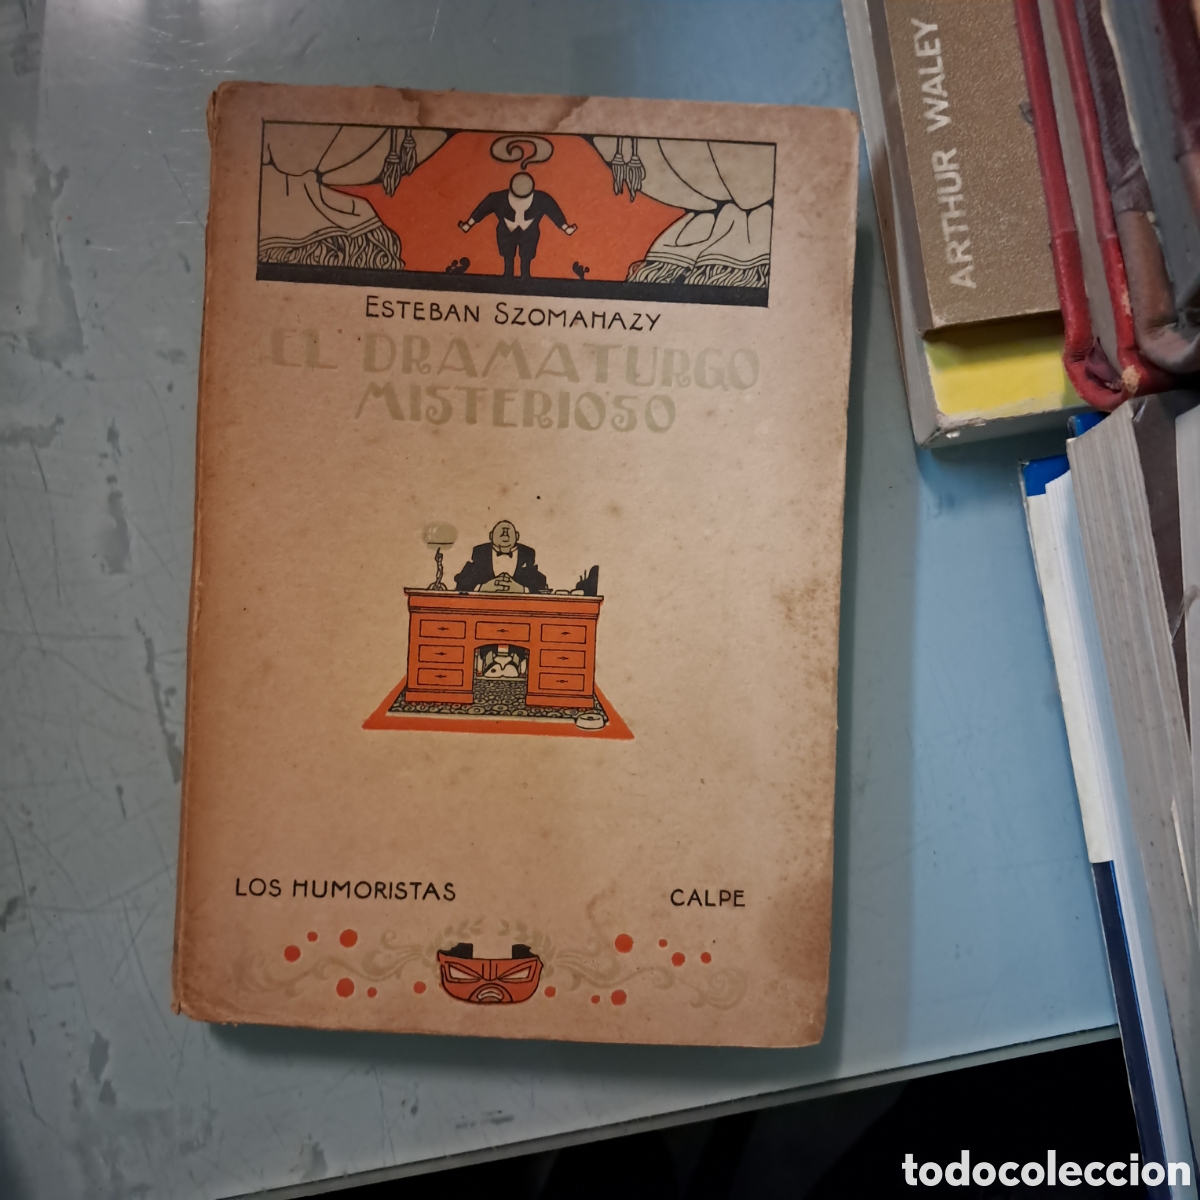 ?
ESTEBAN SZOMAHAZY
EL DRAMATURGO
MISTERIOSO
LOS HUMORISTAS
CALPE
ARTHUR WALEY
todocoleccion